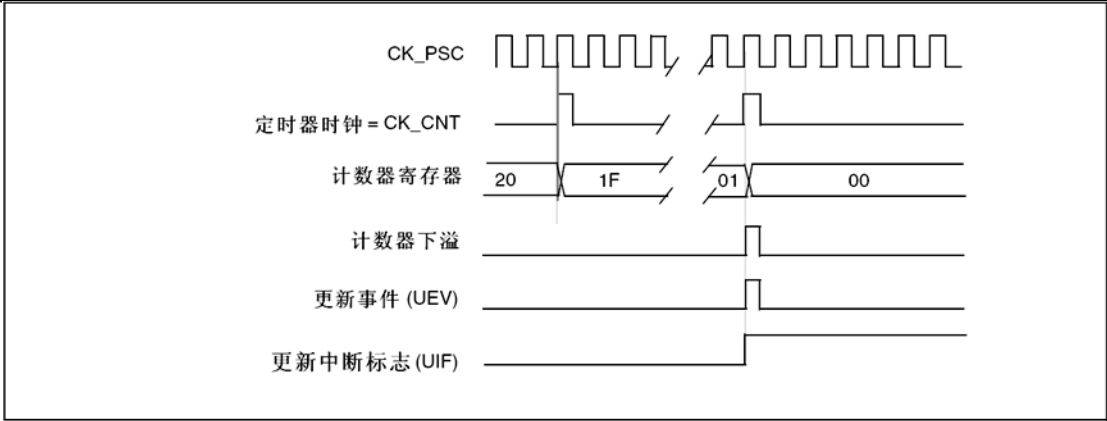 CK_PSC
定时器时钟 = CK_CNT
计数器寄存器 20 1F 01 00
计数器下溢
更新事件 (UEV)
更新中断标志 (UIF)